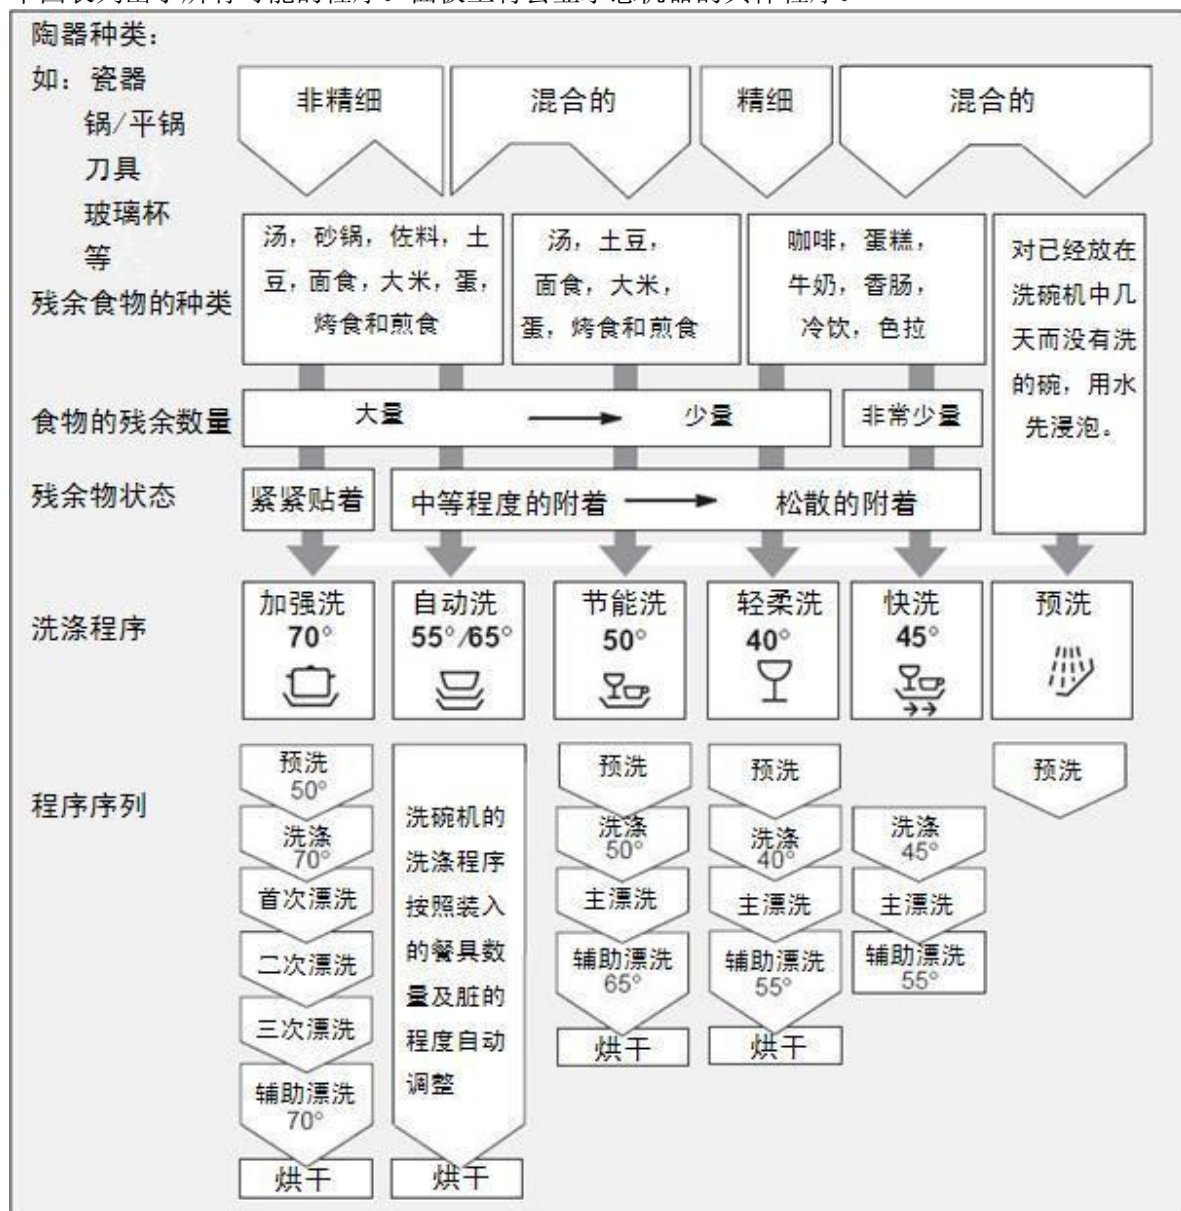 陶器种类：
如：瓷器
锅/平锅
刀具
玻璃杯
等
非精细
混合的
精细
混合的
残余食物的种类
汤，砂锅，佐料，土
豆，面食，大米，蛋，
烤食和煎食
汤，土豆，
面食，大米，
蛋，烤食和煎食
咖啡，蛋糕，
牛奶，香肠，
冷饮，色拉
对已经放在
洗碗机中几
天而没有洗
的碗，用水
先浸泡。
食物的残余数量
大量
少量
非常少量
残余物状态
紧紧贴着
中等程度的附着
松散的附着
洗涤程序
加强洗
70°
自动洗
55°/65°
节能洗
50°
轻柔洗
40°
快洗
45°
预洗
程序序列
预洗
50°
洗涤
70°
首次漂洗
二次漂洗
三次漂洗
辅助漂洗
70°
烘干
洗碗机的
洗涤程序
按照装入
的餐具数
量及脏的
程度自动
调整
烘干
预洗
洗涤
50°
主漂洗
辅助漂洗
65°
烘干
预洗
洗涤
40°
主漂洗
辅助漂洗
55°
烘干
洗涤
45°
主漂洗
辅助漂洗
55°
预洗